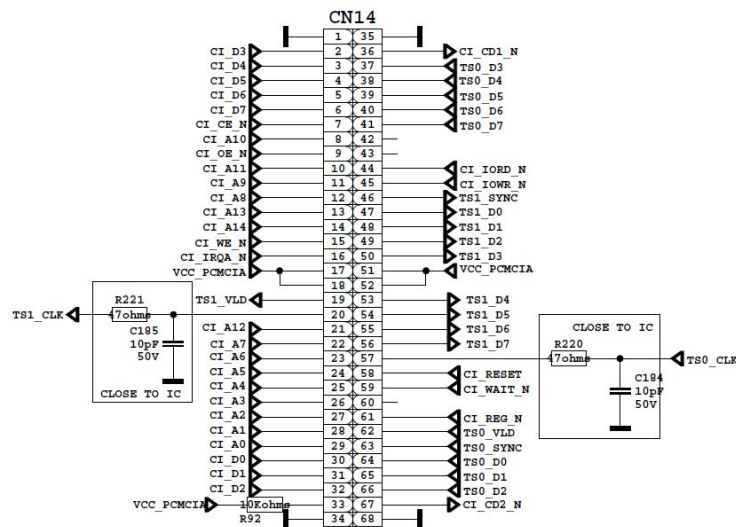 CN14
1 35
CI_D3 2 36 CI_CD1_N
CI_D4 3 37 TS0_D3
CI_D5 4 38 TS0_D4
CI_D6 5 39 TS0_D5
CI_D7 6 40 TS0_D6
CI_CE_N 7 41 TS0_D7
CI_A10 8 42
CI_OE_N 9 43
CI_A11 10 44 CI_IORD_N
CI_A9 11 45 CI_IOWR_N
CI_A8 12 46 TS1_SYNC
CI_A13 13 47 TS1_D0
CI_A14 14 48 TS1_D1
CI_WE_N 15 49 TS1_D2
CI_IRQA_N 16 50 TS1_D3
VCC_PCMCIA 17 51 VCC_PCMCIA
18 52
R221 TS1_VLD 19 53 TS1_D4
TS1_CLK 47ohms 20 54 TS1_D5
C185 10pF 50V
CLOSE TO IC
CI_A12 21 55 TS1_D6
CI_A7 22 56 TS1_D7
CI_A6 23 57
CLOSE TO IC
R220
47ohms TS0_CLK
C184 10pF 50V
CI_A5 24 58 CI_RESET
CI_A4 25 59 CI_WAIT_N
CI_A3 26 60
CI_A2 27 61 CI_REG_N
CI_A1 28 62 TS0_VLD
CI_A0 29 63 TS0_SYNC
CI_D0 30 64 TS0_D0
CI_D1 31 65 TS0_D1
CI_D2 32 66 TS0_D2
VCC_PCMCIA 10Kohms 33 67 CI_CD2_N
R92 34 68